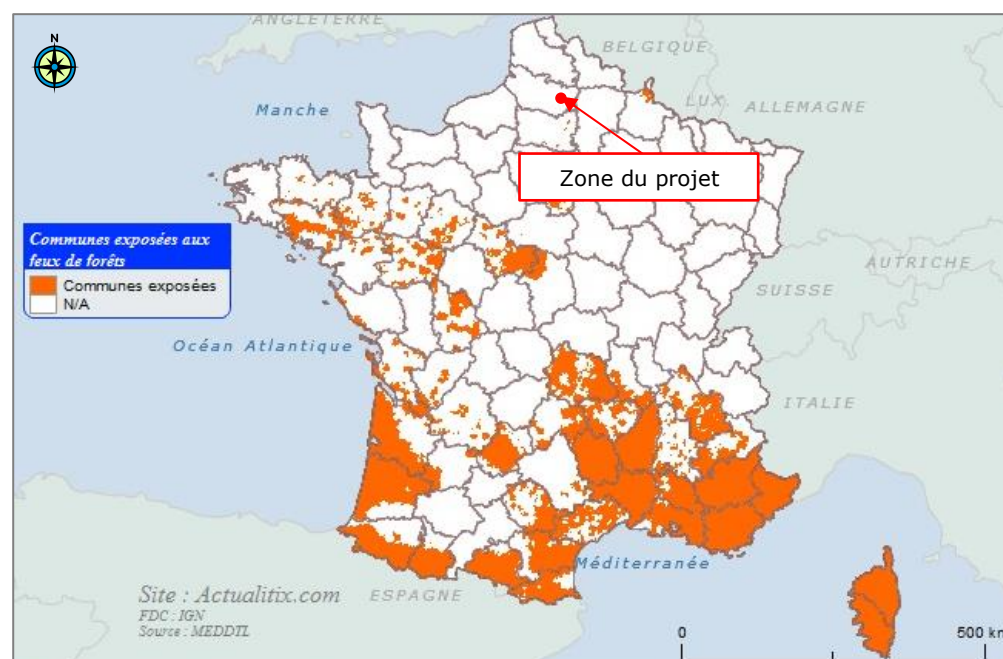 ANGLETERRE
N
BELGIQUE
LUX.
ALLEMAGNE
Manche
Zone du projet
Communes exposées aux
feux de forêts
Communes exposées
N/A
AUTRICHE
SUISSE
Océan Atlantique
ITALIE
Méditerranée
Site : Actualitix.com
FDC : IGN
Source : MEDDTL
ESPAGNE
0
500 km